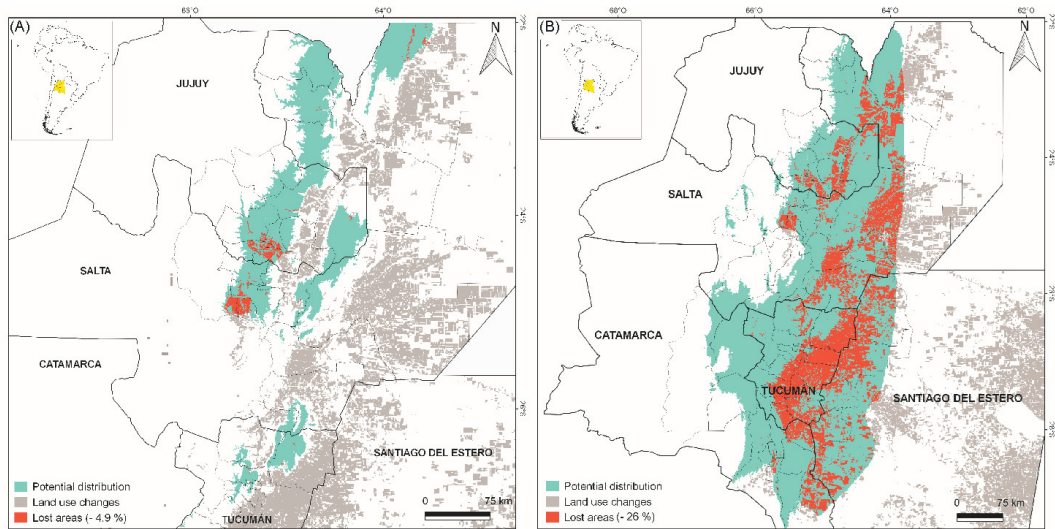 (A)
66°W
64°W
N
JUJUY
SALTA
CATAMARCA
SANTIAGO DEL ESTERO
TUCUMÁN
Potential distribution
Land use changes
Lost areas (- 4.9 %)
0 75 km
(B)
68°W
66°W
64°W
62°W
N
JUJUY
SALTA
CATAMARCA
TUCUMÁN
SANTIAGO DEL ESTERO
Potential distribution
Land use changes
Lost areas (- 26 %)
0 75 km